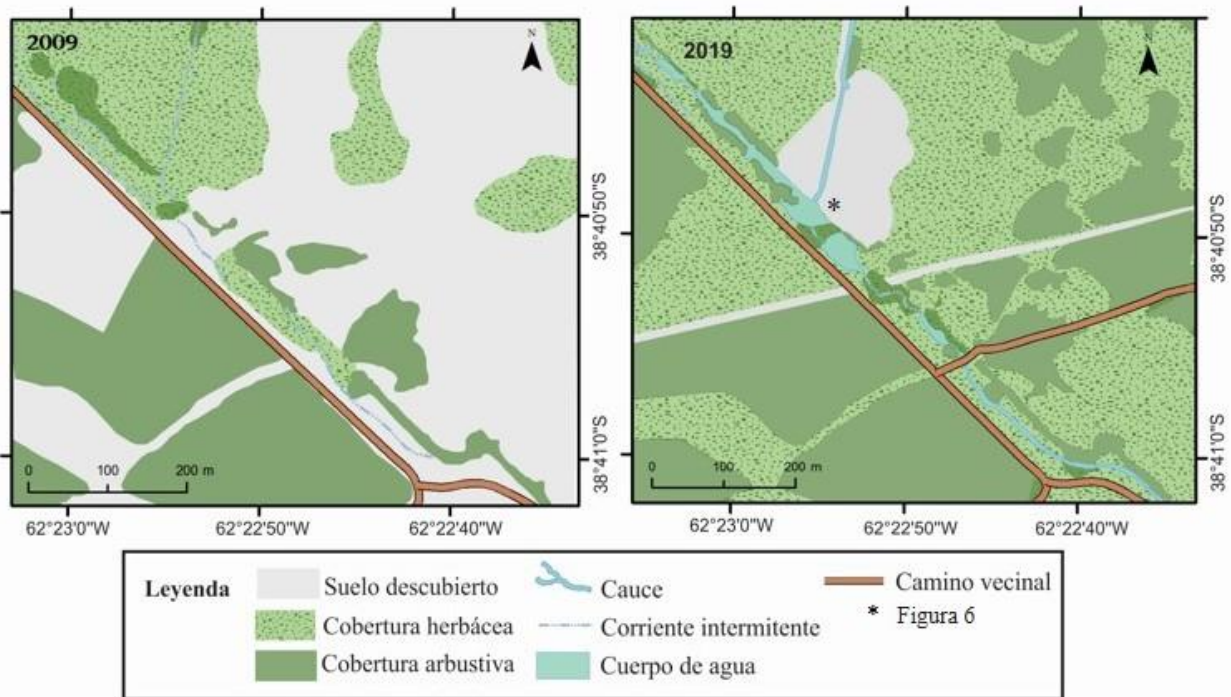 2009
N
38°40'50"S
38°41'0"S
0 100 200 m
62°23'0"W 62°22'50"W 62°22'40"W
2019
N
*
38°40'50"S
38°41'0"S
0 100 200 m
62°23'0"W 62°22'50"W 62°22'40"W
Leyenda
Suelo descubierto
Cobertura herbácea
Cobertura arbustiva
Cauce
Corriente intermitente
Cuerpo de agua
Camino vecinal
* Figura 6